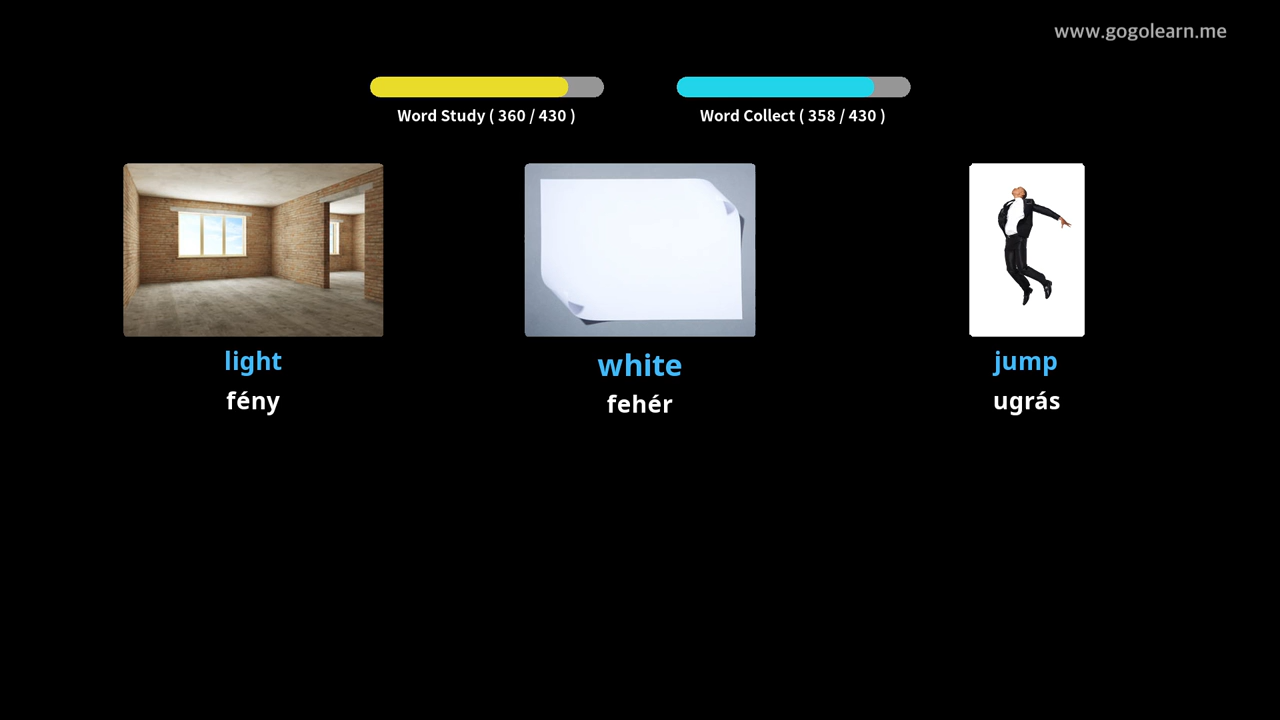 www.gogolearn.me
Word Study ( 360 / 430 )
Word Collect ( 358 / 430 )
light
fény
white
fehér
jump
ugrás